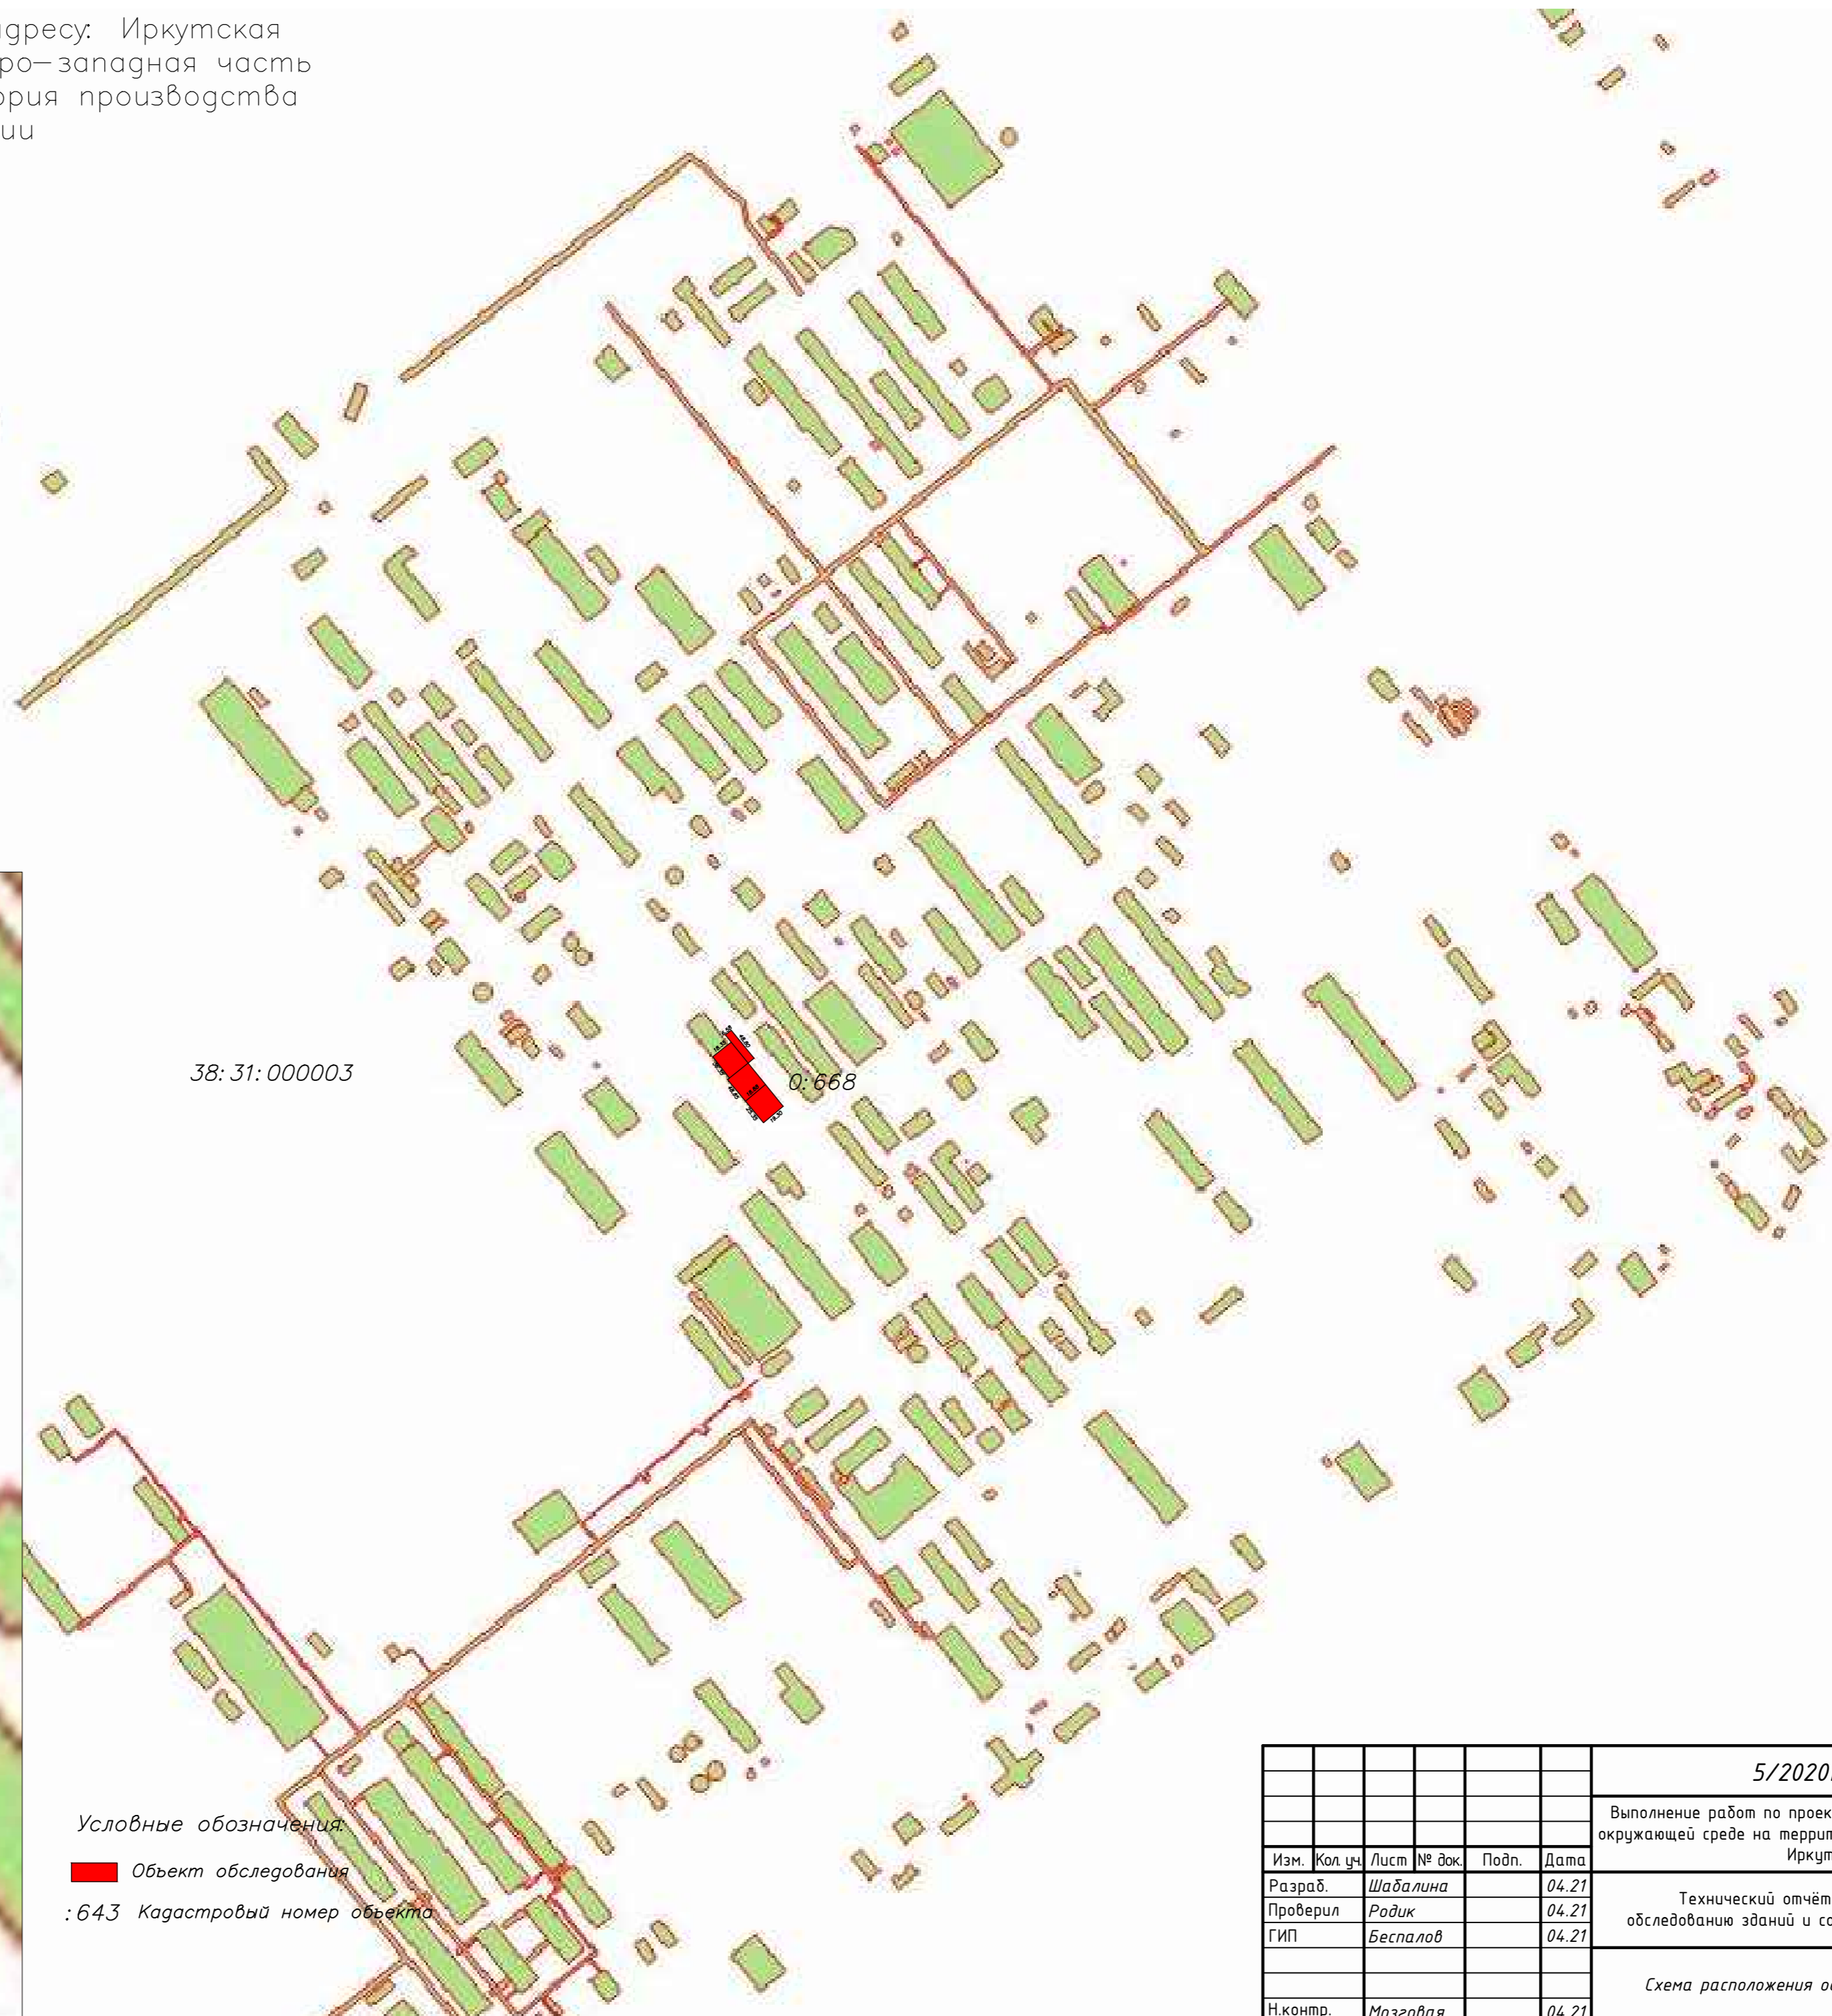 дресу: Иркутская
ро-западная часть
ория производства
ии
38:31:000003
0:668
Условные обозначения:
Объект обследования
:643 Кадастровый номер объекта
5/2020
Выполнение работ по проек
окружающей среде на террит
Иркут
Изм. Кол. уч. Лист № док. Подп. Дата
Разраб. Шабалина 04.21
Проверил Родик 04.21
ГИП Беспалов 04.21
Технический отчёт
обследованию зданий и со
Схема расположения о
Н.контр. Мозговая 04.21